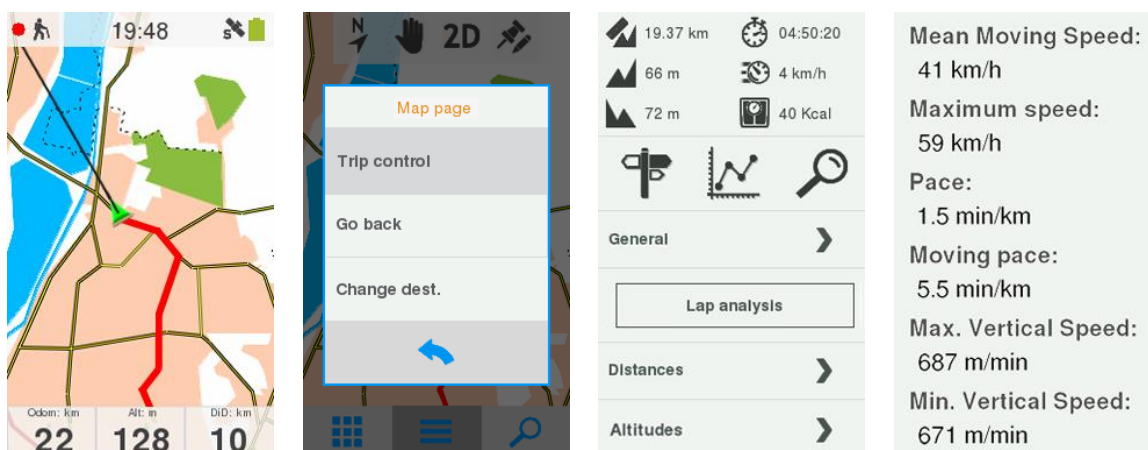 19:48
S
Odom: km
Alt: m
DiD: km
22
128
10
N
2D
Map page
Trip control
Go back
Change dest.
19.37 km
04:50:20
66 m
4 km/h
72 m
40 Kcal
General
Lap analysis
Distances
Altitudes
Mean Moving Speed:
41 km/h
Maximum speed:
59 km/h
Pace:
1.5 min/km
Moving pace:
5.5 min/km
Max. Vertical Speed:
687 m/min
Min. Vertical Speed:
671 m/min